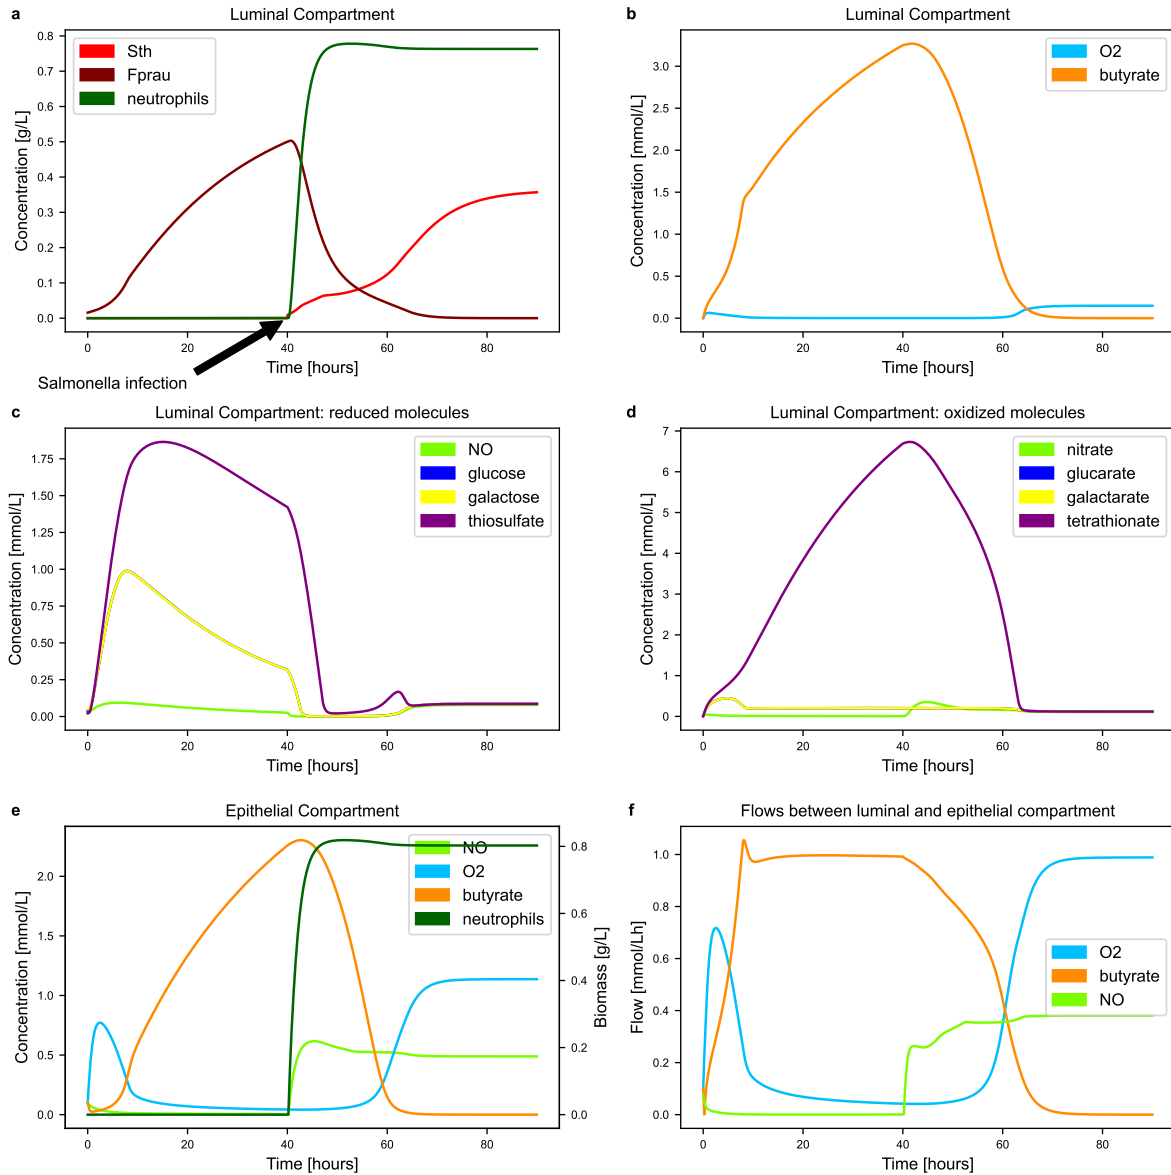 a
Luminal Compartment
Concentration [g/L]
0.8
0.7
0.6
0.5
0.4
0.3
0.2
0.1
0.0
Sth
Fprau
neutrophils
0
20
40
60
80
Time [hours]
Salmonella infection
b
Luminal Compartment
Concentration [mmol/L]
3.0
2.5
2.0
1.5
1.0
0.5
0.0
O2
butyrate
0
20
40
60
80
Time [hours]
c
Luminal Compartment: reduced molecules
Concentration [mmol/L]
1.75
1.50
1.25
1.00
0.75
0.50
0.25
0.00
NO
glucose
galactose
thiosulfate
0
20
40
60
80
Time [hours]
d
Luminal Compartment: oxidized molecules
Concentration [mmol/L]
7
6
5
4
3
2
1
0
nitrate
glucarate
galactarate
tetrathionate
0
20
40
60
80
Time [hours]
e
Epithelial Compartment
Concentration [mmol/L]
2.0
1.5
1.0
0.5
0.0
NO
O2
butyrate
neutrophils
0.8
0.6
0.4
0.2
0.0
Biomass [g/L]
0
20
40
60
80
Time [hours]
f
Flows between luminal and epithelial compartment
Flow [mmol/Lh]
1.0
0.8
0.6
0.4
0.2
0.0
O2
butyrate
NO
0
20
40
60
80
Time [hours]